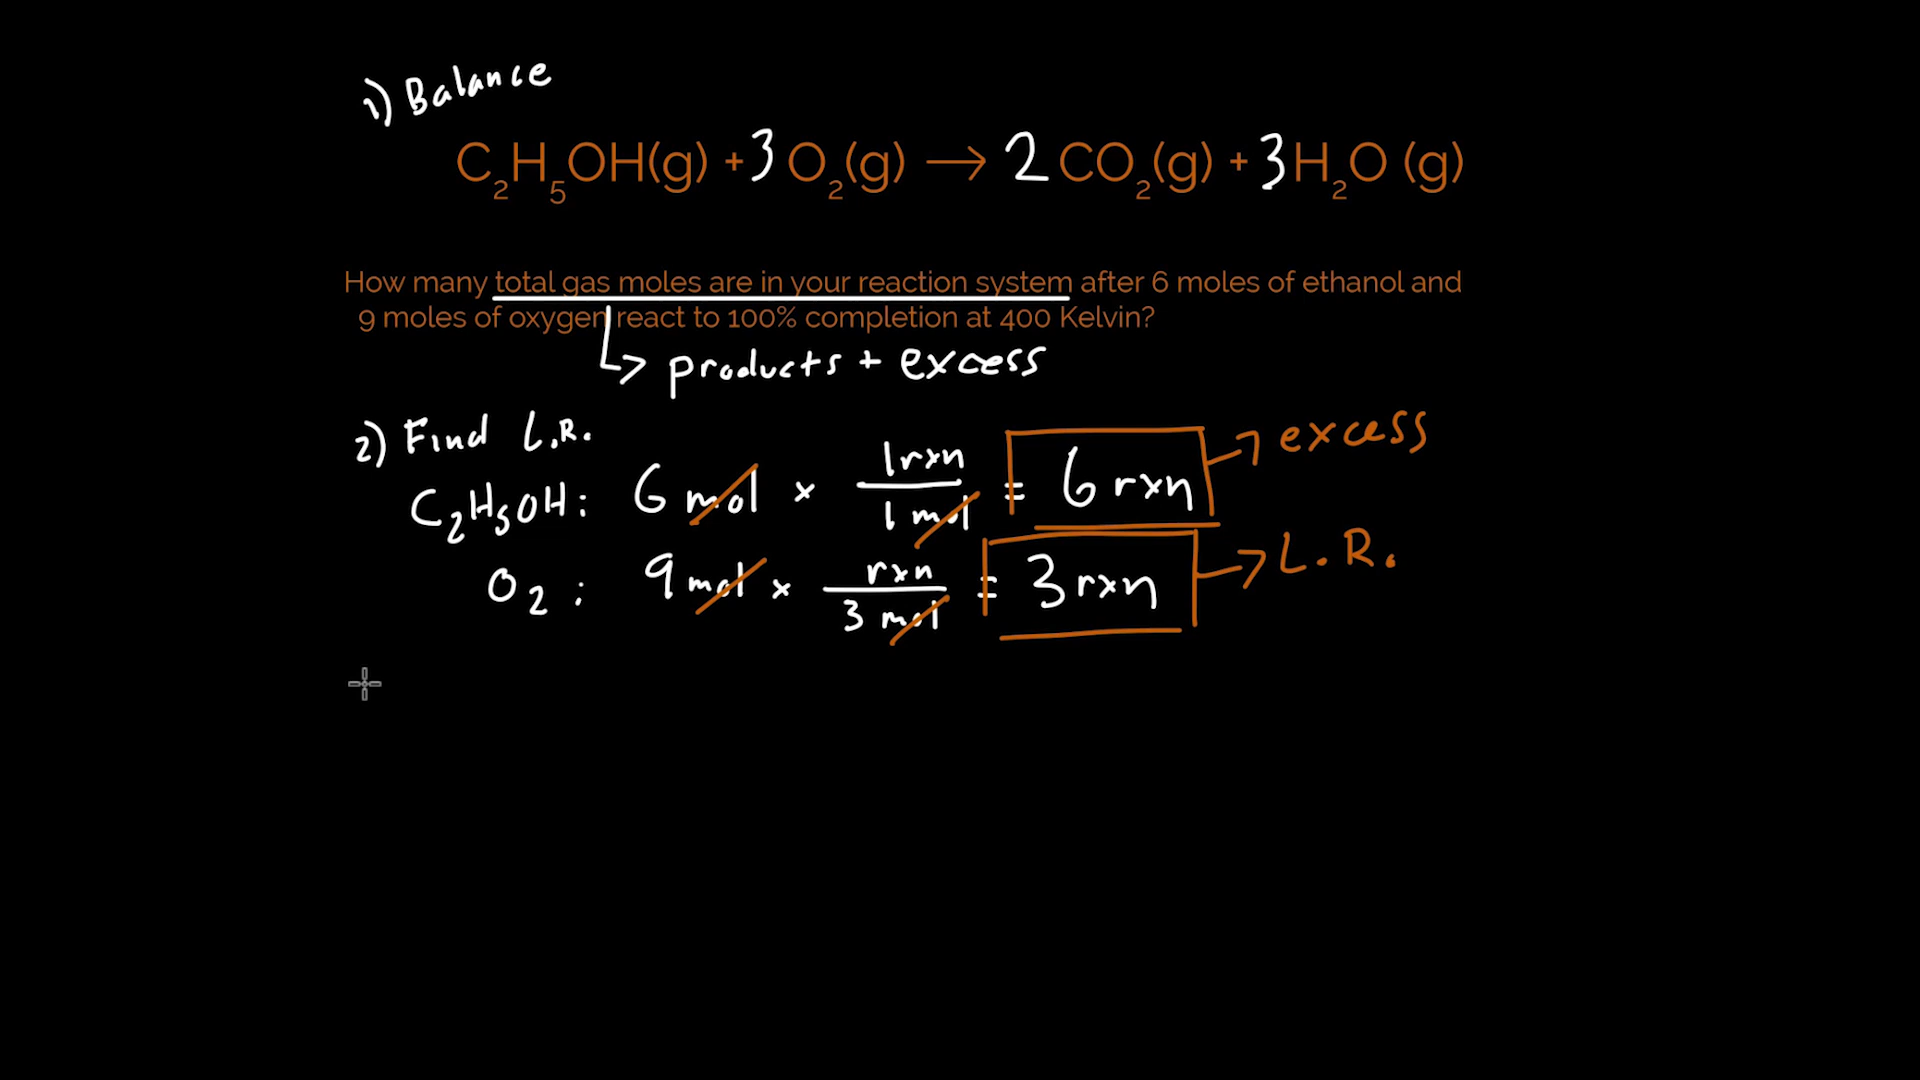 1) Balance
C₂H₅OH(g) + 3 O₂(g) → 2 CO₂(g) + 3 H₂O (g)
How many total gas moles are in your reaction system after 6 moles of ethanol and
9 moles of oxygen react to 100% completion at 400 Kelvin?
↳ products + excess
2) Find L.R.
C₂H₅OH: 6 mol × 1 rxn / 1 mol = 6 rxn → excess
O₂: 9 mol × rxn / 3 mol = 3 rxn → L.R.